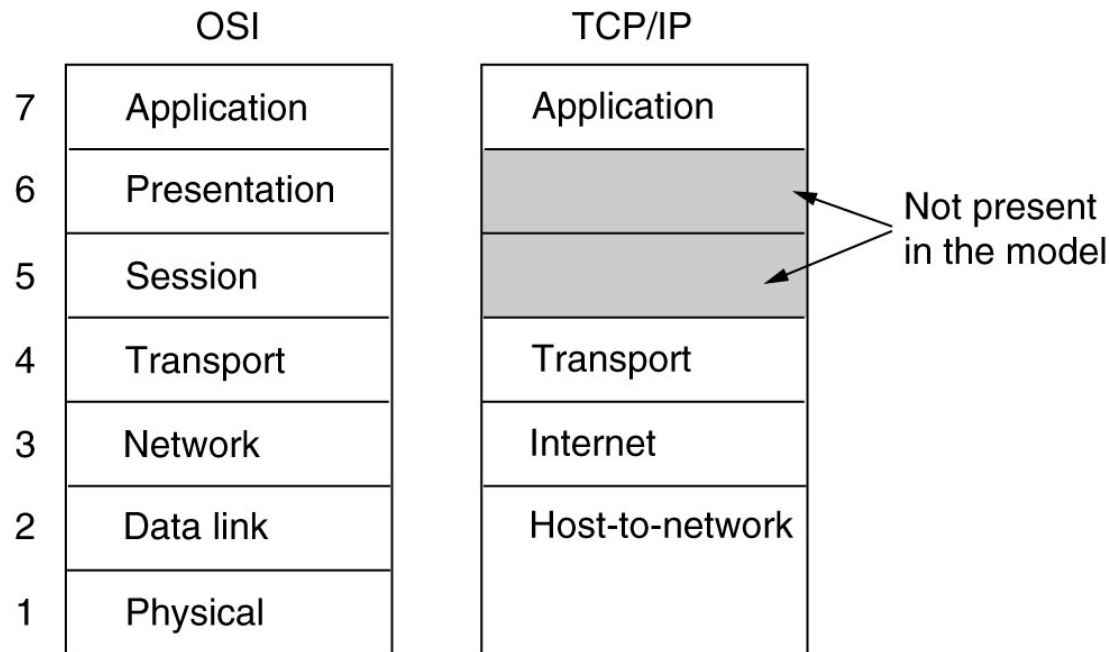 OSI
TCP/IP
7
Application
Application
6
Presentation
5
Session
Not present
in the model
4
Transport
Transport
3
Network
Internet
2
Data link
Host-to-network
1
Physical